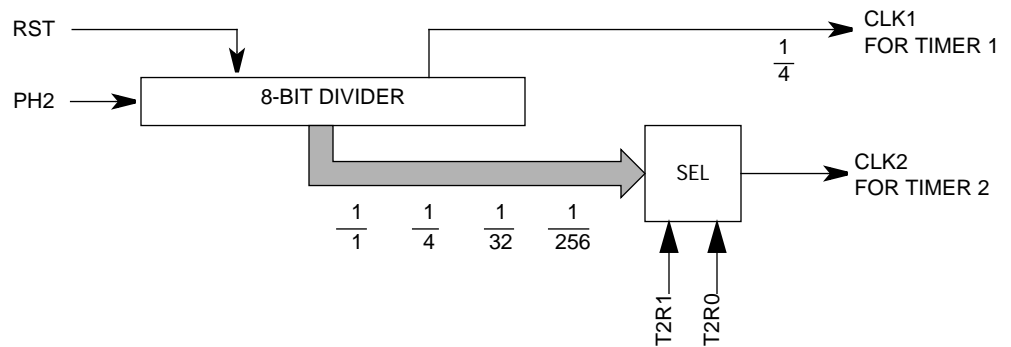 RST
CLK1
FOR TIMER 1
1
4
PH2
8-BIT DIVIDER
SEL
CLK2
FOR TIMER 2
1 1 1 1
1 4 32 256
T2R1
T2R0